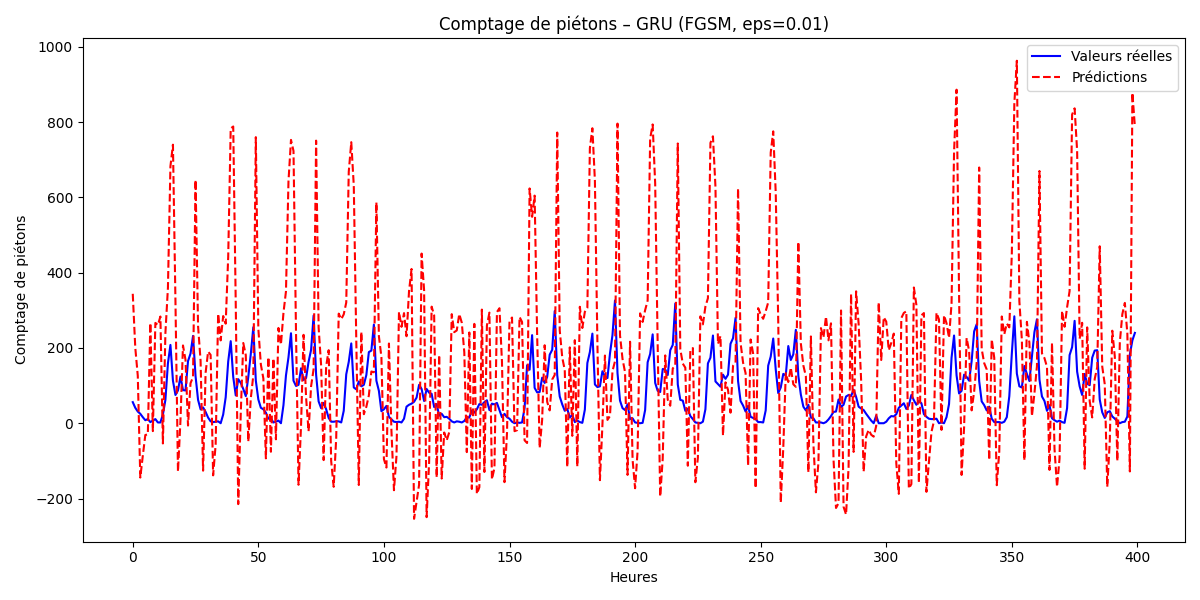 Comptage de piétons – GRU (FGSM, eps=0.01)
Valeurs réelles
Prédictions
Comptage de piétons
1000
800
600
400
200
0
−200
0 50 100 150 200 250 300 350 400
Heures